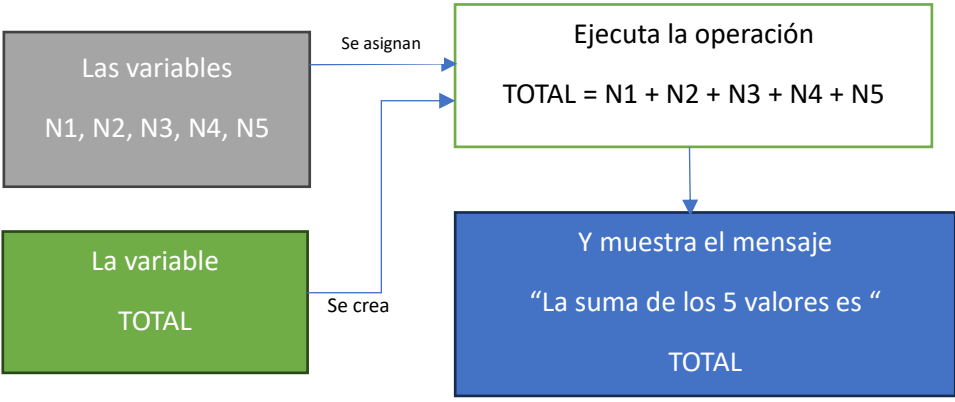 Las variables
N1, N2, N3, N4, N5
Se asignan
Ejecuta la operación
TOTAL = N1 + N2 + N3 + N4 + N5
La variable
TOTAL
Se crea
Y muestra el mensaje
“La suma de los 5 valores es “
TOTAL